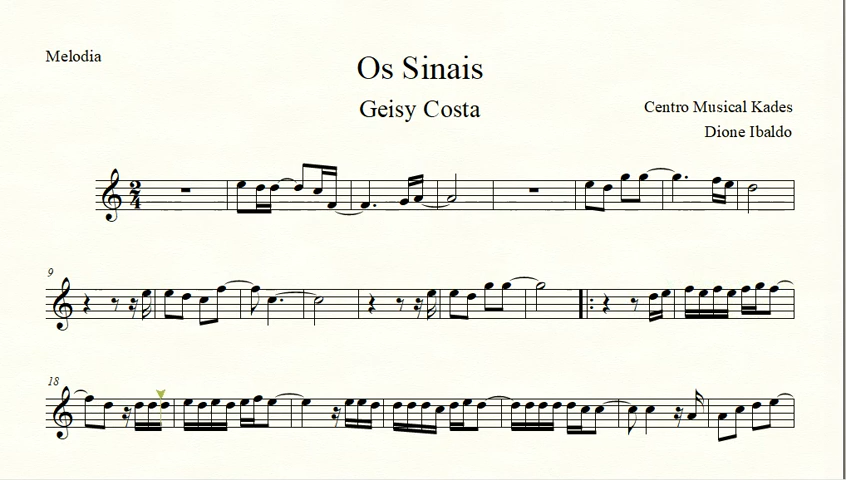 Melodia
Os Sinais
Geisy Costa
Centro Musical Kades
Dione Ibaldo
2
4
9
18